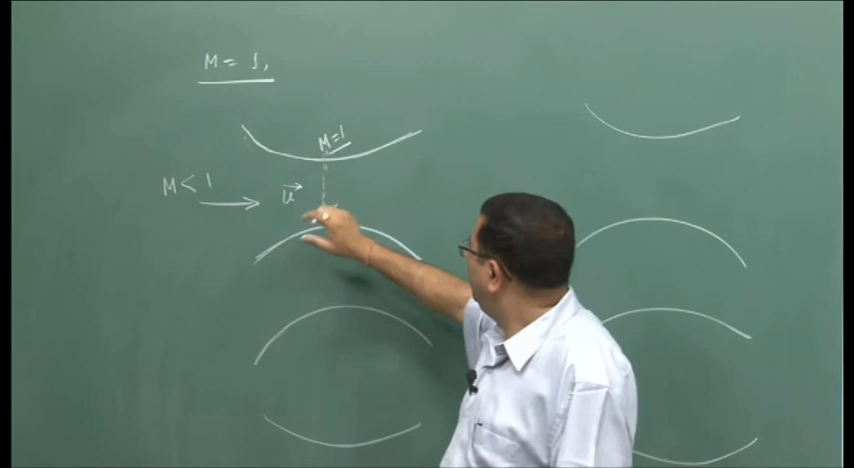 M = 1,
M=1
M < 1
u